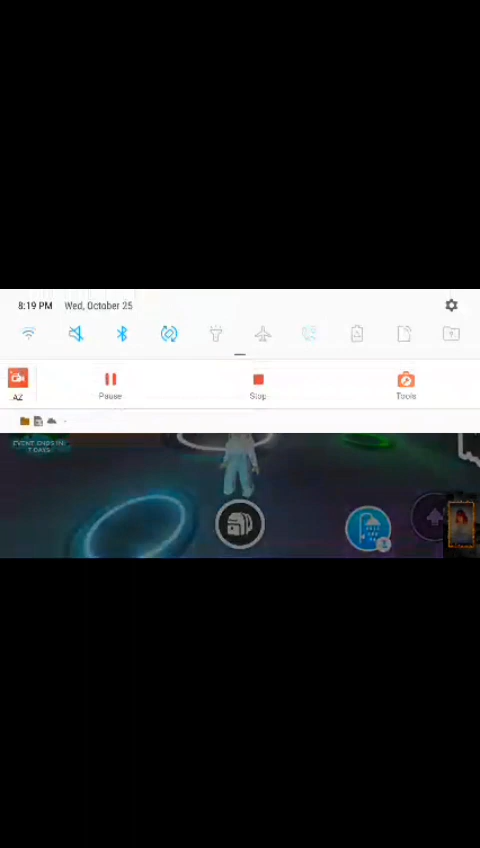 8:19 PM Wed, October 25
AZ
Pause Stop Tools
EVENT ENDS IN:
7 DAYS